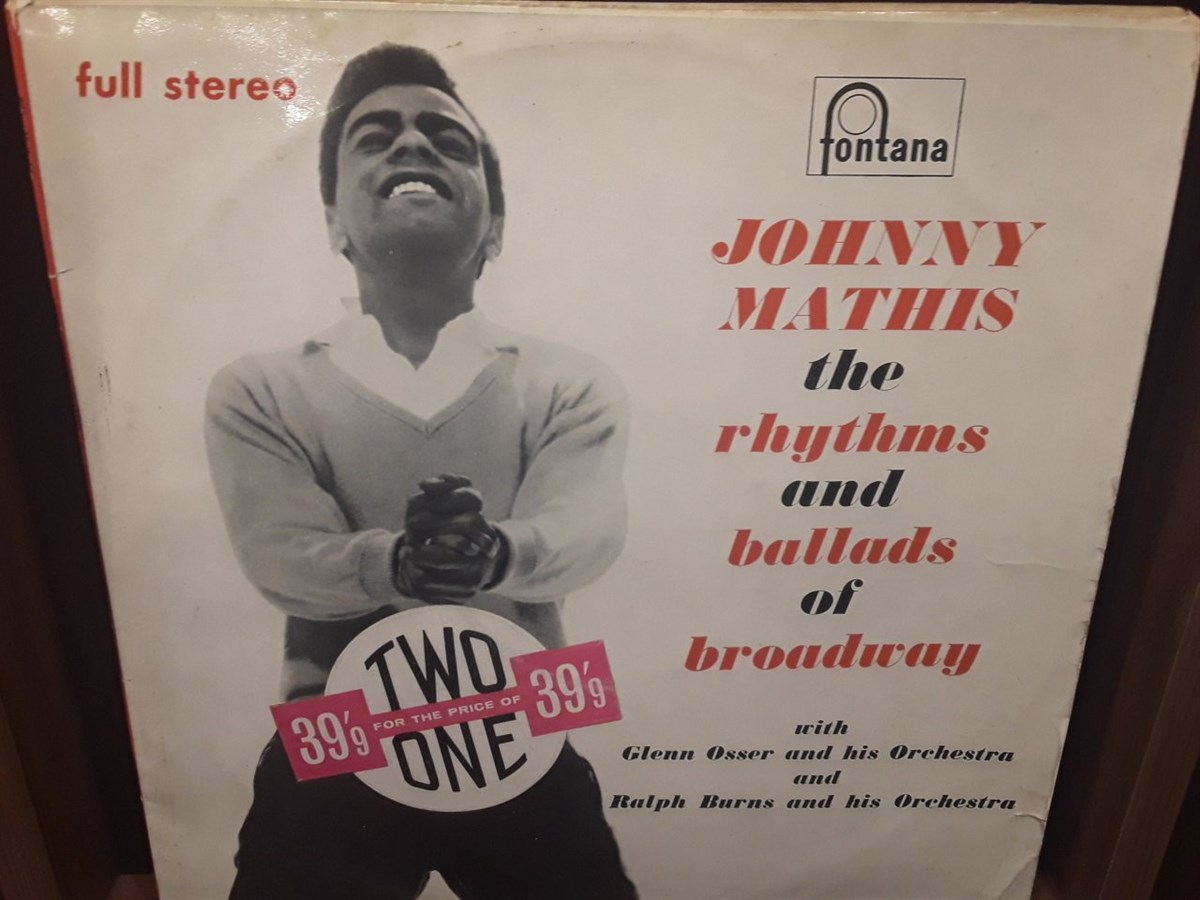 full stereo
fontana
JOHNNY
MATHIS
the
rhythms
and
ballads
of
broadway
with
Glenn Osser and his Orchestra
and
Ralph Burns and his Orchestra
TWO
39'9 FOR THE PRICE OF 39'9
ONE